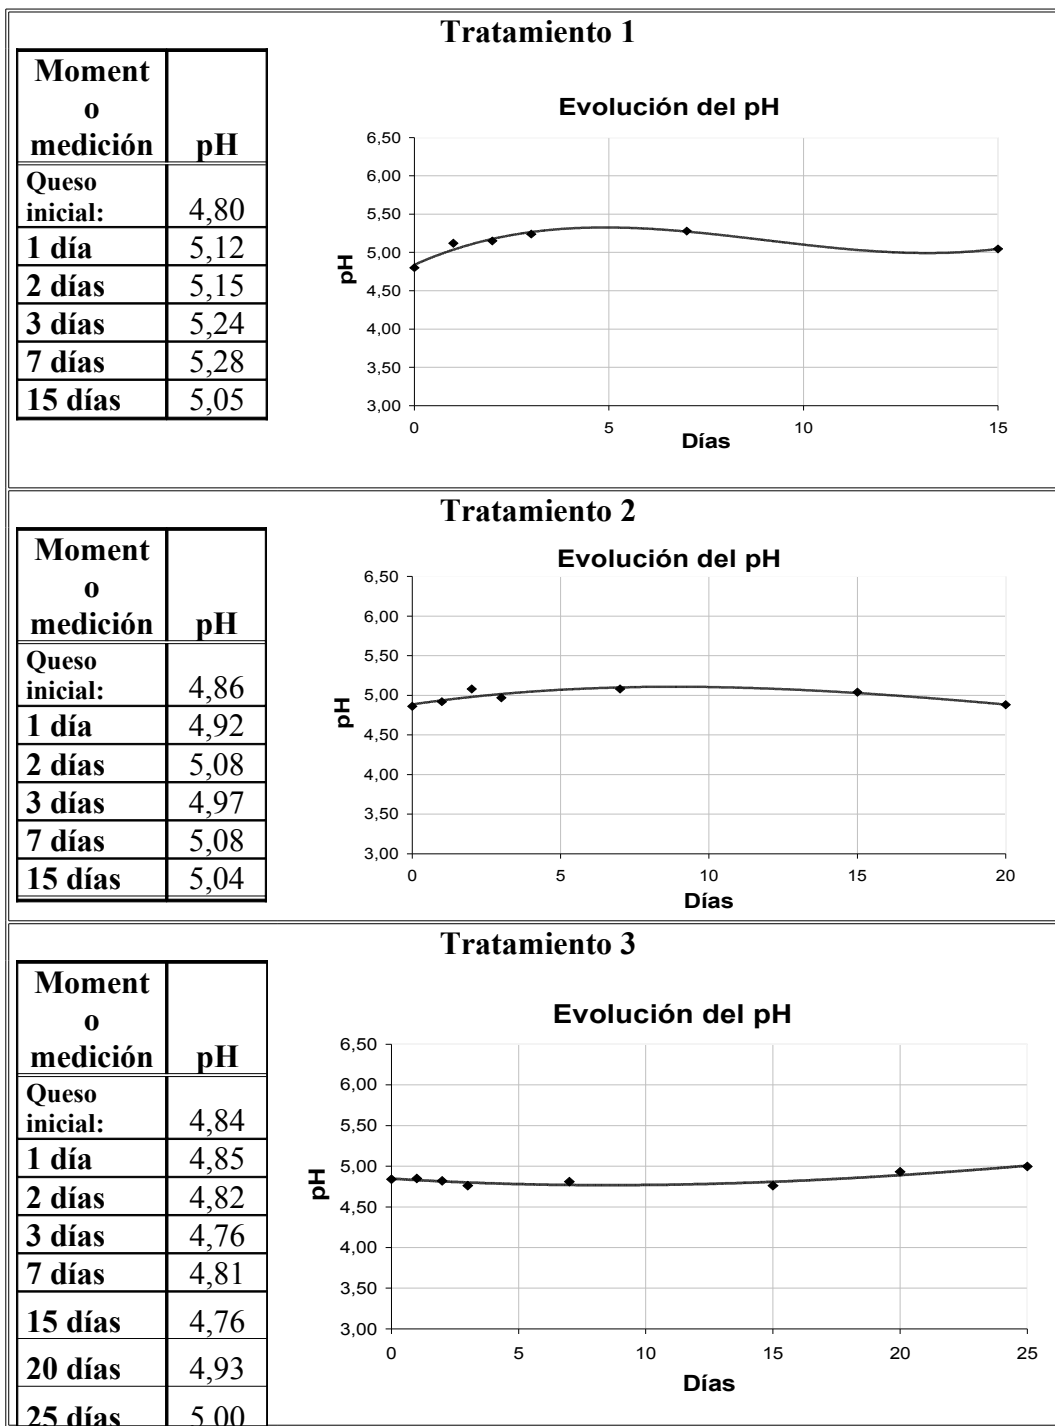 Tratamiento 1
Moment
o
medición pH
Queso
inicial: 4,80
1 día 5,12
2 días 5,15
3 días 5,24
7 días 5,28
15 días 5,05
Evolución del pH
6,50
6,00
5,50
5,00
4,50
4,00
3,50
3,00
pH
0 5 10 15
Días
Tratamiento 2
Moment
o
medición pH
Queso
inicial: 4,86
1 día 4,92
2 días 5,08
3 días 4,97
7 días 5,08
15 días 5,04
Evolución del pH
6,50
6,00
5,50
5,00
4,50
4,00
3,50
3,00
pH
0 5 10 15 20
Días
Tratamiento 3
Moment
o
medición pH
Queso
inicial: 4,84
1 día 4,85
2 días 4,82
3 días 4,76
7 días 4,81
15 días 4,76
20 días 4,93
25 días 5,00
Evolución del pH
6,50
6,00
5,50
5,00
4,50
4,00
3,50
3,00
pH
0 5 10 15 20 25
Días